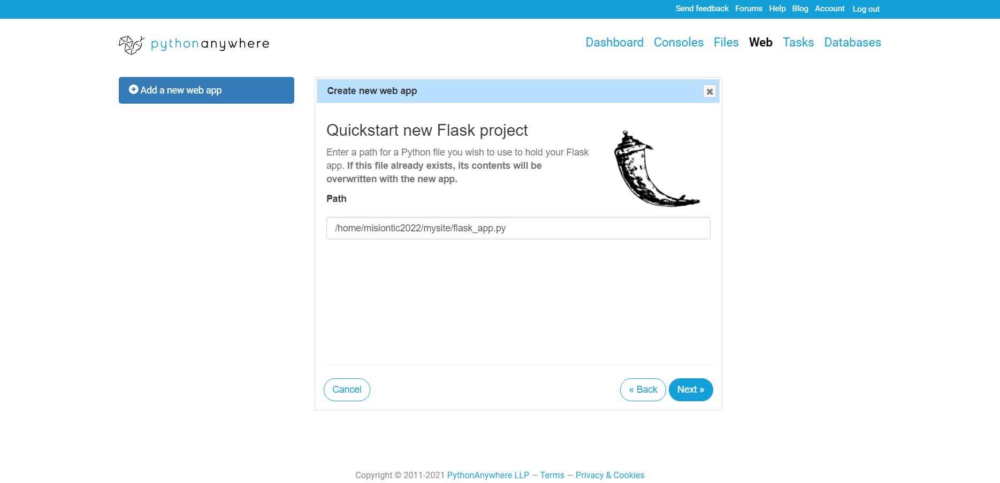 Send feedback Forums Help Blog Account Log out
pythonanywhere
Dashboard Consoles Files Web Tasks Databases
Add a new web app
Create new web app
Quickstart new Flask project
Enter a path for a Python file you wish to use to hold your Flask
app. If this file already exists, its contents will be
overwritten with the new app.
Path
/home/misiontic2022/mysite/flask_app.py
Cancel
« Back Next »
Copyright © 2011-2021 PythonAnywhere LLP — Terms — Privacy & Cookies